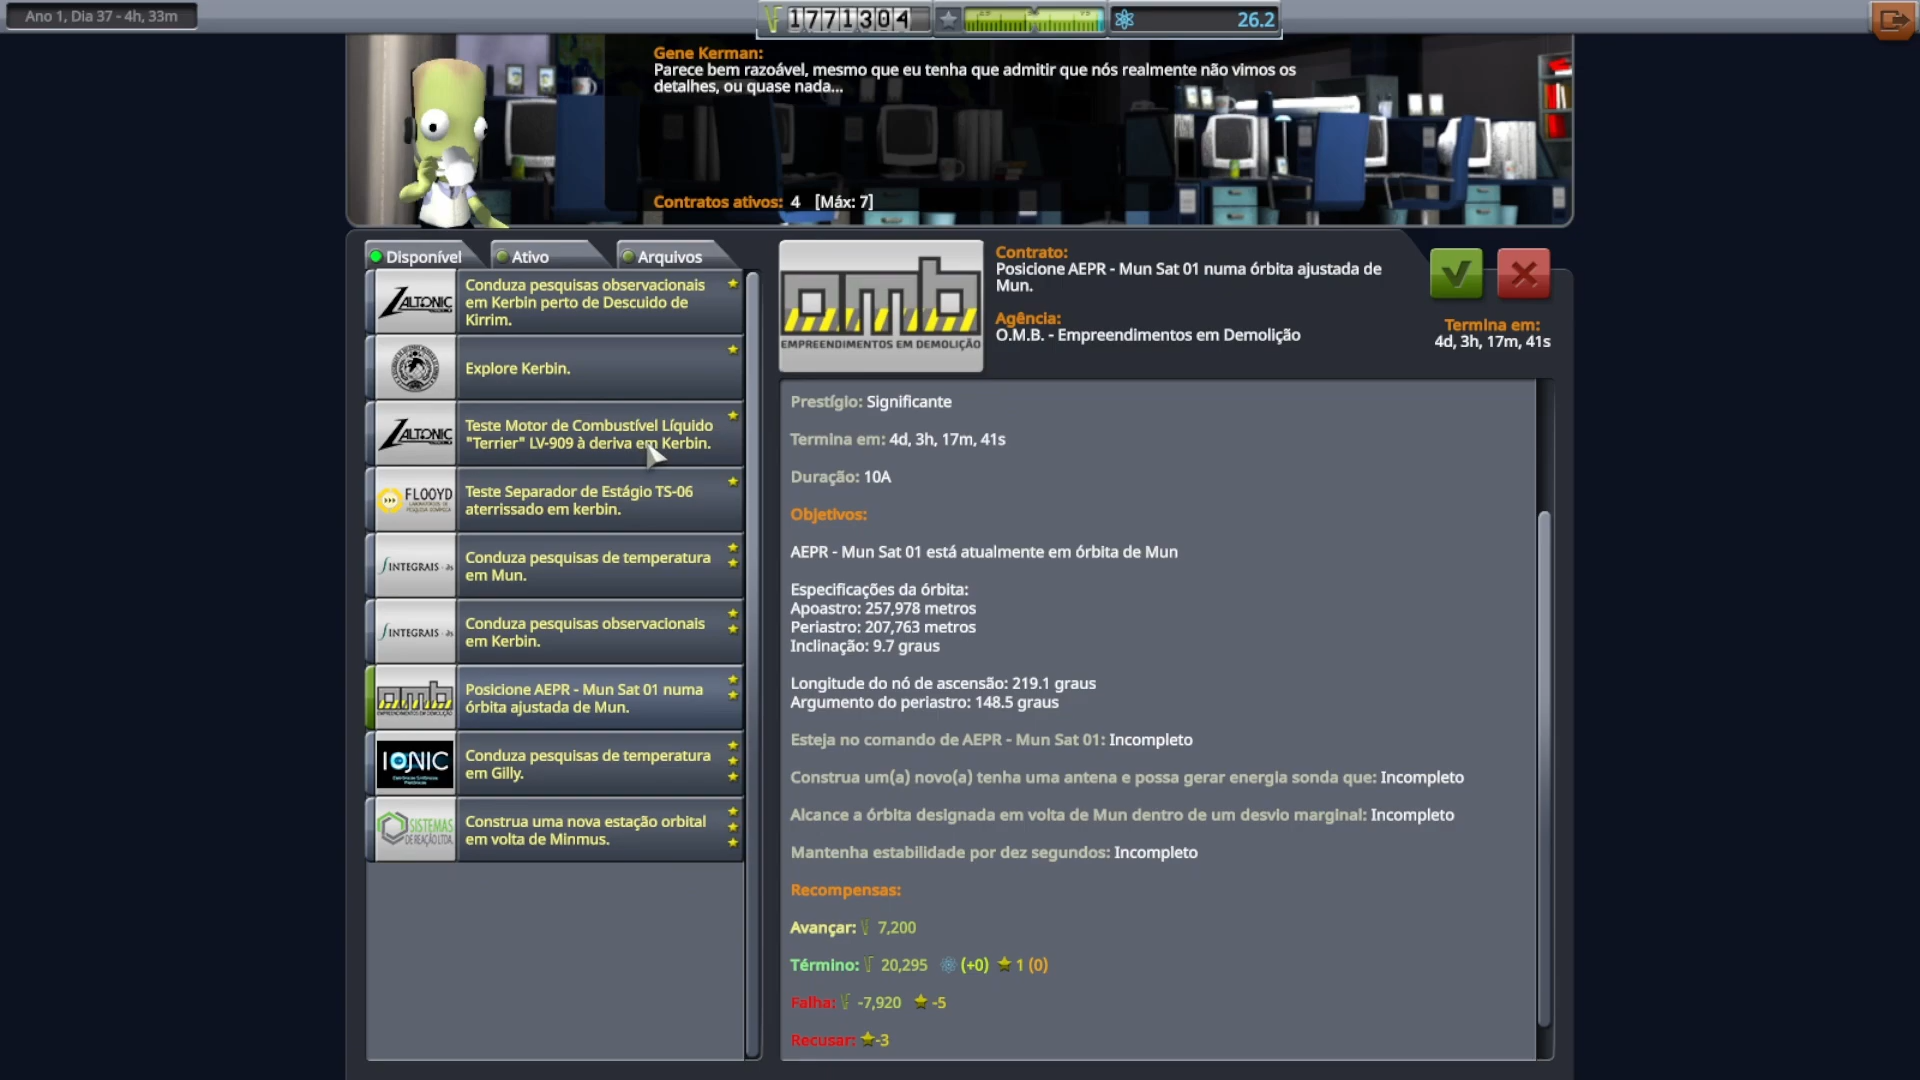 Ano 1, Dia 37 - 4h, 33m
1771304
26.2
Gene Kerman:
Parece bem razoável, mesmo que eu tenha que admitir que nós realmente não vimos os
detalhes, ou quase nada...
Contratos ativos: 4 [Máx: 7]
Disponível
Ativo
Arquivos
ZALTONIC
Conduza pesquisas observacionais
em Kerbin perto de Descuido de
Kirrim.
Explore Kerbin.
ZALTONIC
Teste Motor de Combustível Líquido
"Terrier" LV-909 à deriva em Kerbin.
FLOOYD
Teste Separador de Estágio TS-06
aterrissado em kerbin.
INTEGRAIS
Conduza pesquisas de temperatura
em Mun.
INTEGRAIS
Conduza pesquisas observacionais
em Kerbin.
omb
EMPREENDIMENTOS EM DEMOLIÇÃO
Posicione AEPR - Mun Sat 01 numa
órbita ajustada de Mun.
IONIC
Conduza pesquisas de temperatura
em Gilly.
SISTEMAS
DE REAÇÃO LTDA.
Construa uma nova estação orbital
em volta de Minmus.
omb
EMPREENDIMENTOS EM DEMOLIÇÃO
Contrato:
Posicione AEPR - Mun Sat 01 numa órbita ajustada de
Mun.
Agência:
O.M.B. - Empreendimentos em Demolição
Termina em:
4d, 3h, 17m, 41s
Prestígio: Significante
Termina em: 4d, 3h, 17m, 41s
Duração: 10A
Objetivos:
AEPR - Mun Sat 01 está atualmente em órbita de Mun
Especificações da órbita:
Apoastro: 257,978 metros
Periastro: 207,763 metros
Inclinação: 9.7 graus
Longitude do nó de ascensão: 219.1 graus
Argumento do periastro: 148.5 graus
Esteja no comando de AEPR - Mun Sat 01: Incompleto
Construa um(a) novo(a) tenha uma antena e possa gerar energia sonda que: Incompleto
Alcance a órbita designada em volta de Mun dentro de um desvio marginal: Incompleto
Mantenha estabilidade por dez segundos: Incompleto
Recompensas:
Avançar: 7,200
Término: 20,295 (+0) 1 (0)
Falha: -7,920 -5
Recusar: -3